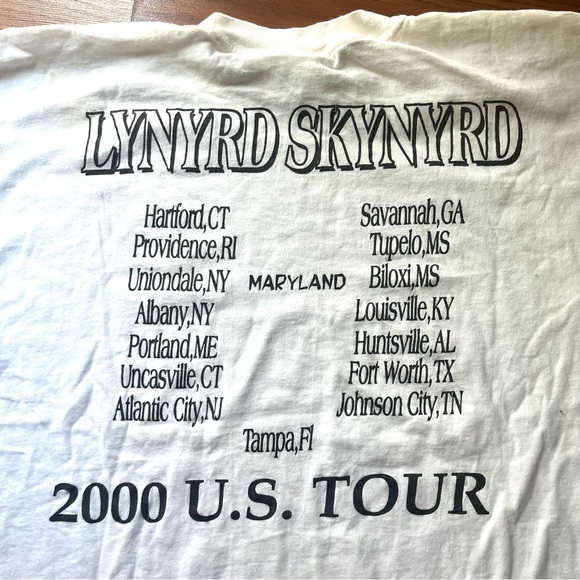 LYNYRD SKYNYRD
Hartford,CT
Providence,RI
Uniondale,NY
Albany,NY
Portland,ME
Uncasville,CT
Atlantic City,NJ
MARYLAND
Savannah,GA
Tupelo,MS
Biloxi,MS
Louisville,KY
Huntsville,AL
Fort Worth,TX
Johnson City,TN
Tampa,Fl
2000 U.S. TOUR